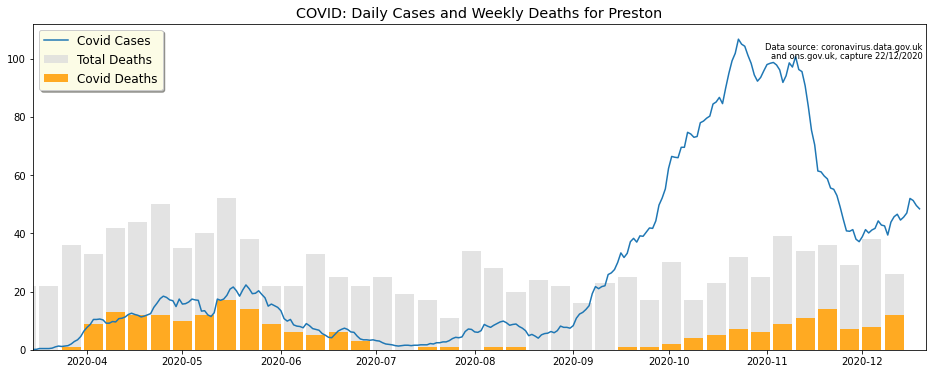 COVID: Daily Cases and Weekly Deaths for Preston
Covid Cases
Total Deaths
Covid Deaths
Data source: coronavirus.data.gov.uk
and ons.gov.uk, capture 22/12/2020
100
80
60
40
20
0
2020-04 2020-05 2020-06 2020-07 2020-08 2020-09 2020-10 2020-11 2020-12